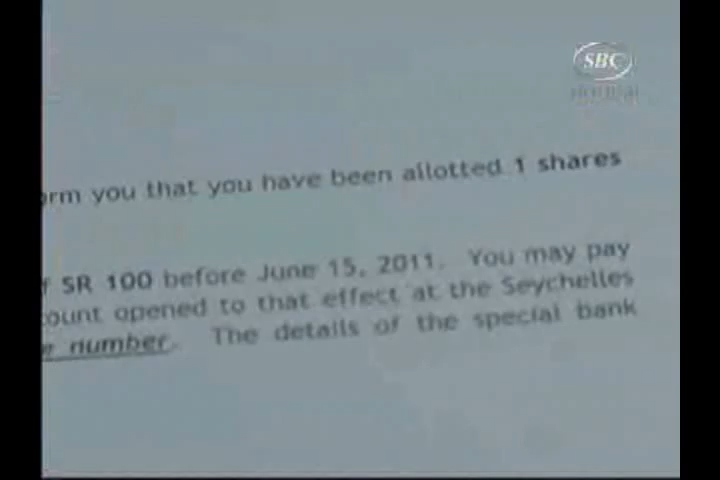 SBC
orm you that you have been allotted 1 shares
f SR 100 before June 15, 2011. You may pay
count opened to that effect at the Seychelles
e number. The details of the special bank